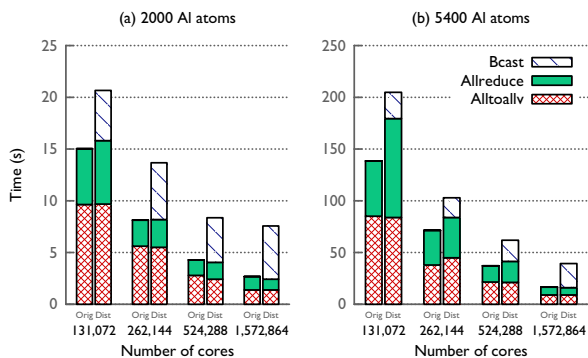 (a) 2000 Al atoms
(b) 5400 Al atoms
Time (s)
25
20
15
10
5
0
300
250
200
150
100
50
0
Bcast
Allreduce
Alltoallv
Orig Dist Orig Dist Orig Dist Orig Dist
131,072 262,144 524,288 1,572,864
Number of cores
Orig Dist Orig Dist Orig Dist Orig Dist
131,072 262,144 524,288 1,572,864
Number of cores